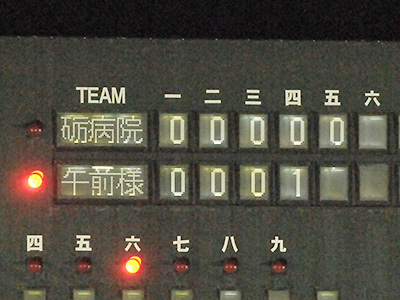 TEAM 一 二 三 四 五 六
砺病院 0 0 0 0 0
午前様 0 0 0 1
四 五 六 七 八 九